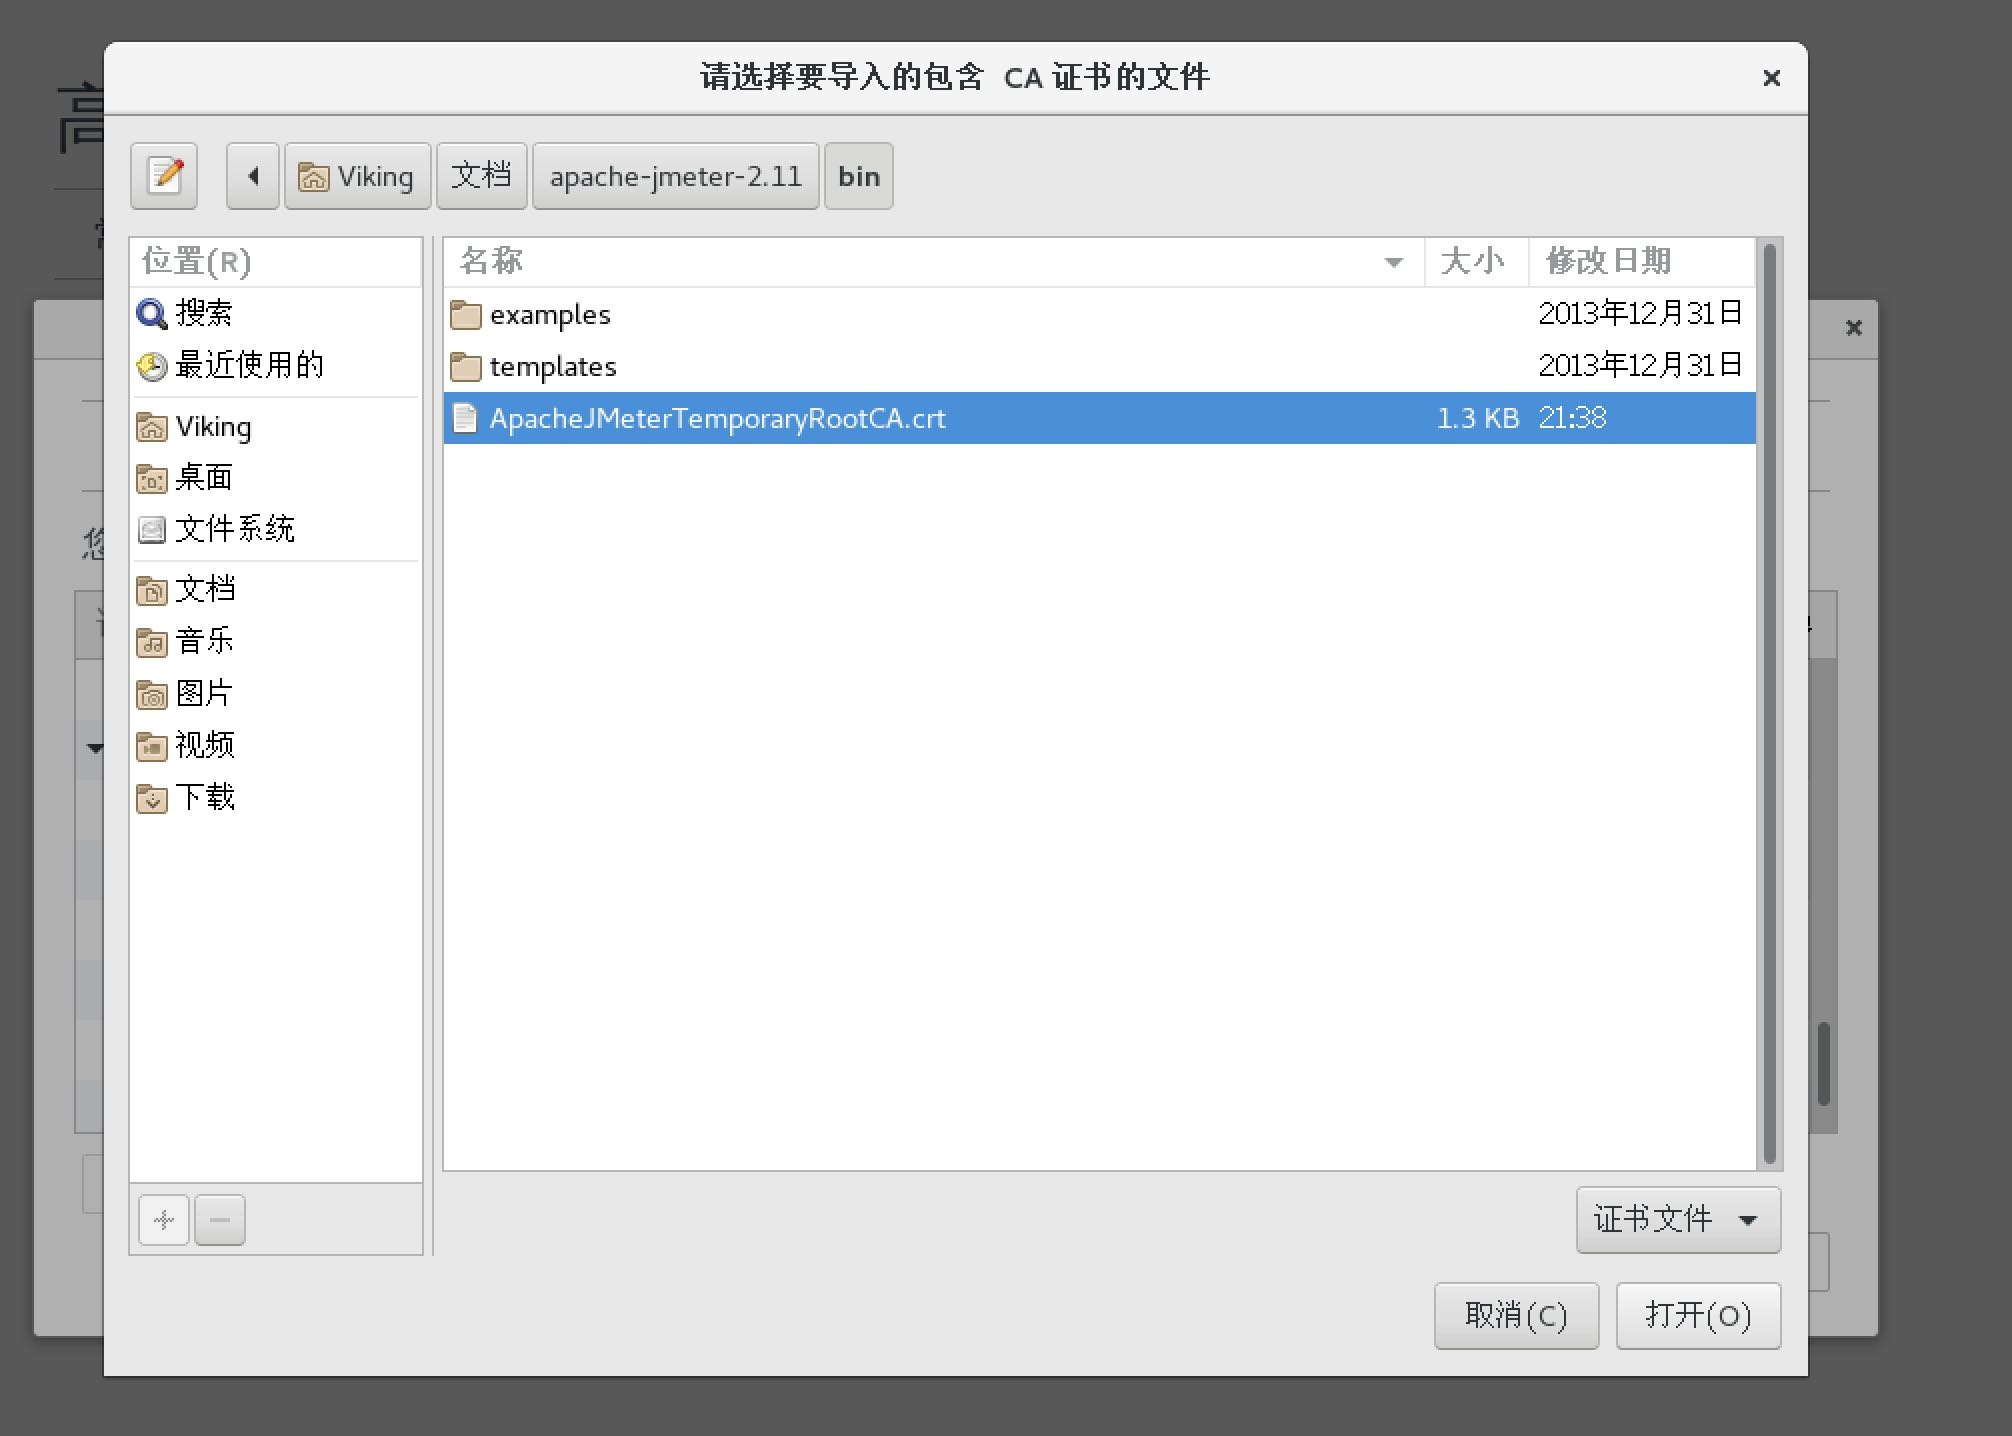 请选择要导入的包含 CA 证书的文件
Viking 文档 apache-jmeter-2.11 bin
位置(R)
搜索
最近使用的
Viking
桌面
文件系统
文档
音乐
图片
视频
下载
名称 大小 修改日期
examples 2013年12月31日
templates 2013年12月31日
ApacheJMeterTemporaryRootCA.crt 1.3 KB 21:38
证书文件
取消(C) 打开(O)
高
您